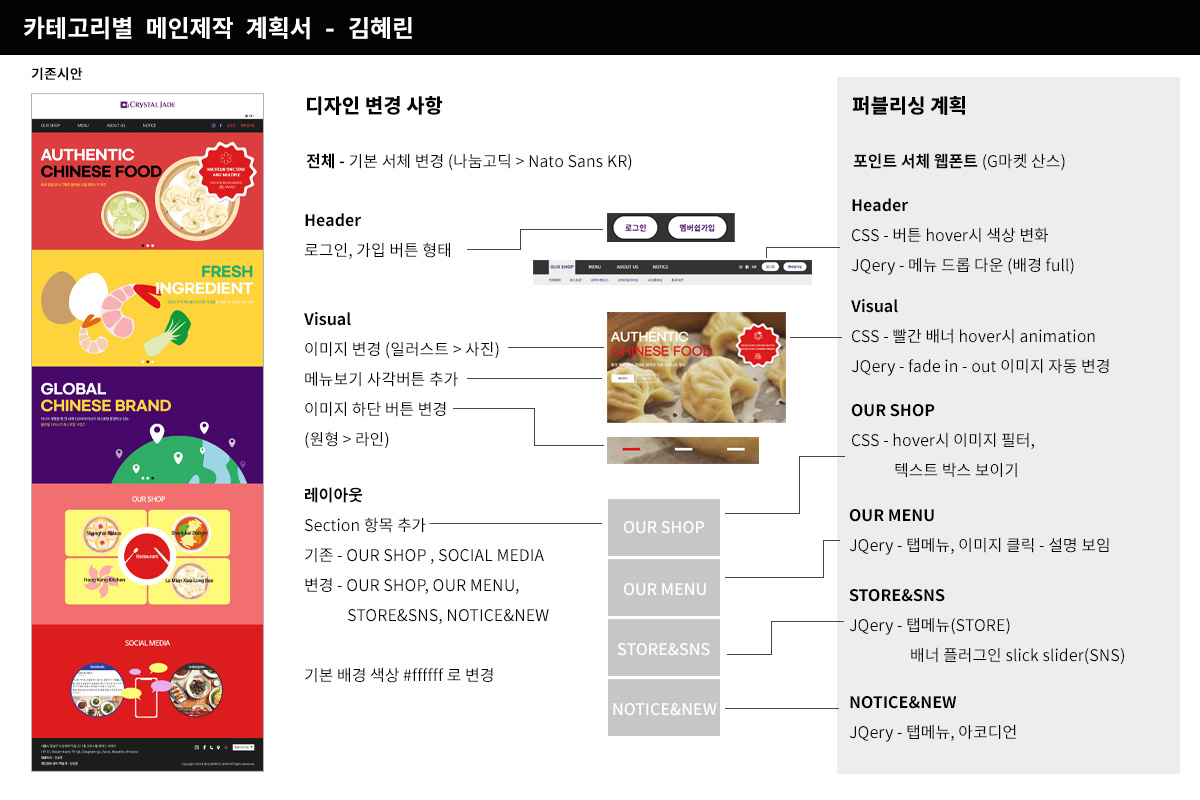 카테고리별 메인제작 계획서 - 김혜린
기존시안
CRYSTAL JADE
OUR SHOP MENU ABOUT US NOTICE
AUTHENTIC
CHINESE FOOD
MICHELIN ONE STAR
AND MULTIPLE
FRESH
INGREDIENT
GLOBAL
CHINESE BRAND
OUR SHOP
Shanghai Palace
Shanghai Delight
Restaurant
Hong Kong Kitchen
La Mian Xiao Long Bao
SOCIAL MEDIA
facebook
디자인 변경 사항
전체 - 기본 서체 변경 (나눔고딕 > Nato Sans KR)
Header
로그인, 가입 버튼 형태
로그인 멤버쉽가입
OUR SHOP MENU ABOUT US NOTICE 로그인 멤버쉽가입
Visual
이미지 변경 (일러스트 > 사진)
메뉴보기 사각버튼 추가
이미지 하단 버튼 변경
(원형 > 라인)
AUTHENTIC
CHINESE FOOD
레이아웃
Section 항목 추가
기존 - OUR SHOP , SOCIAL MEDIA
변경 - OUR SHOP, OUR MENU,
STORE&SNS, NOTICE&NEW
기본 배경 색상 #ffffff 로 변경
OUR SHOP
OUR MENU
STORE&SNS
NOTICE&NEW
퍼블리싱 계획
포인트 서체 웹폰트 (G마켓 산스)
Header
CSS - 버튼 hover시 색상 변화
JQery - 메뉴 드롭 다운 (배경 full)
Visual
CSS - 빨간 배너 hover시 animation
JQery - fade in - out 이미지 자동 변경
OUR SHOP
CSS - hover시 이미지 필터,
텍스트 박스 보이기
OUR MENU
JQery - 탭메뉴, 이미지 클릭 - 설명 보임
STORE&SNS
JQery - 탭메뉴(STORE)
배너 플러그인 slick slider(SNS)
NOTICE&NEW
JQery - 탭메뉴, 아코디언